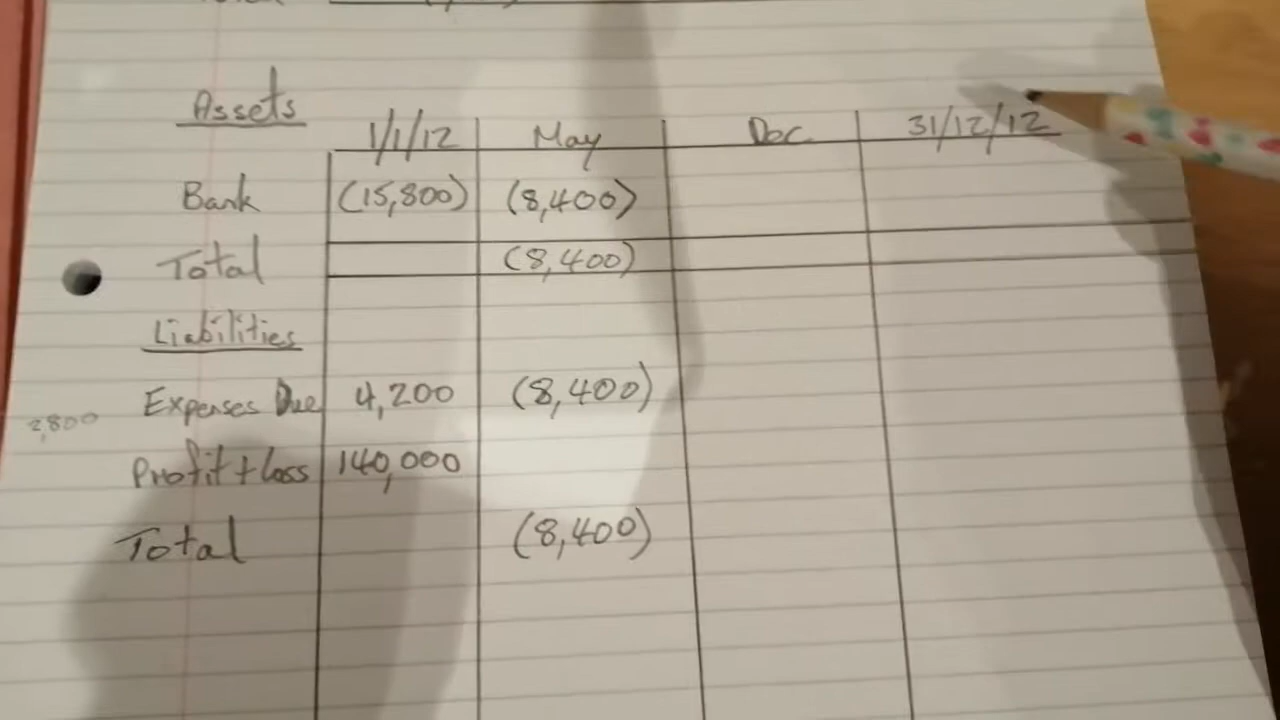 Assets
1/1/12 May Dec 31/12/12
Bank (15,800) (8,400)
Total (8,400)
Liabilities
Expenses Due 4,200 (8,400)
2,800
Profit + loss 140,000
Total (8,400)